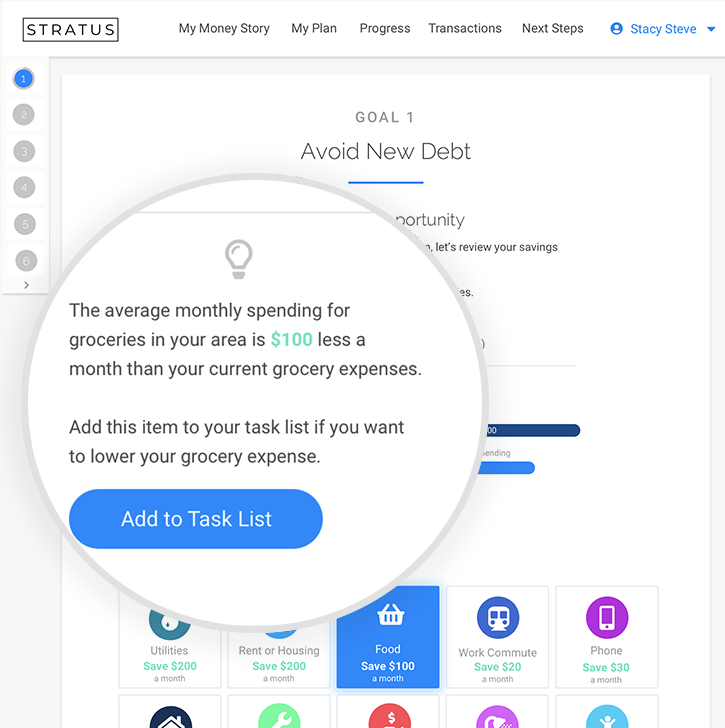 STRATUS
My Money Story My Plan Progress Transactions Next Steps Stacy Steve
1
2
3
4
5
6
GOAL 1
Avoid New Debt
let's review your savings
The average monthly spending for
groceries in your area is $100 less a
month than your current grocery expenses.
Add this item to your task list if you want
to lower your grocery expense.
Add to Task List
Utilities
Save $200
a month
Rent or Housing
Save $200
a month
Food
Save $100
a month
Work Commute
Save $20
a month
Phone
Save $30
a month